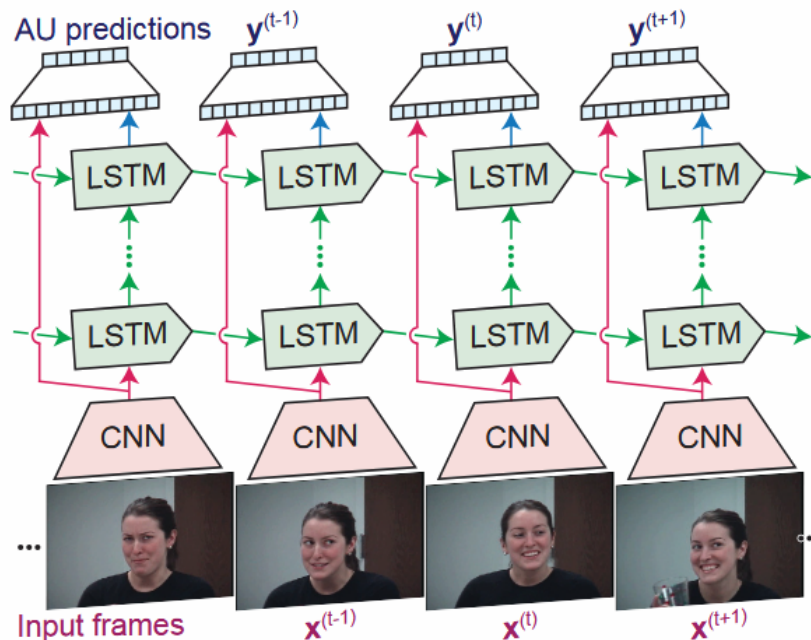 AU predictions y(t-1) y(t) y(t+1)
LSTM LSTM LSTM LSTM
LSTM LSTM LSTM LSTM
CNN CNN CNN CNN
... ...
Input frames x(t-1) x(t) x(t+1)